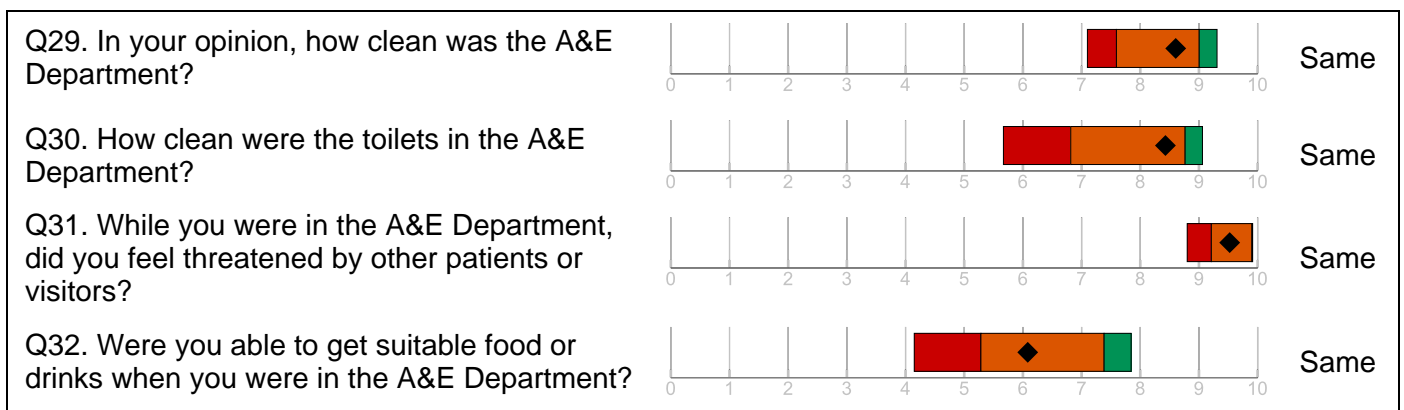 Q29. In your opinion, how clean was the A&E
Department?
Same
0 1 2 3 4 5 6 7 8 9 10
Q30. How clean were the toilets in the A&E
Department?
Same
0 1 2 3 4 5 6 7 8 9 10
Q31. While you were in the A&E Department,
did you feel threatened by other patients or
visitors?
Same
0 1 2 3 4 5 6 7 8 9 10
Q32. Were you able to get suitable food or
drinks when you were in the A&E Department?
Same
0 1 2 3 4 5 6 7 8 9 10